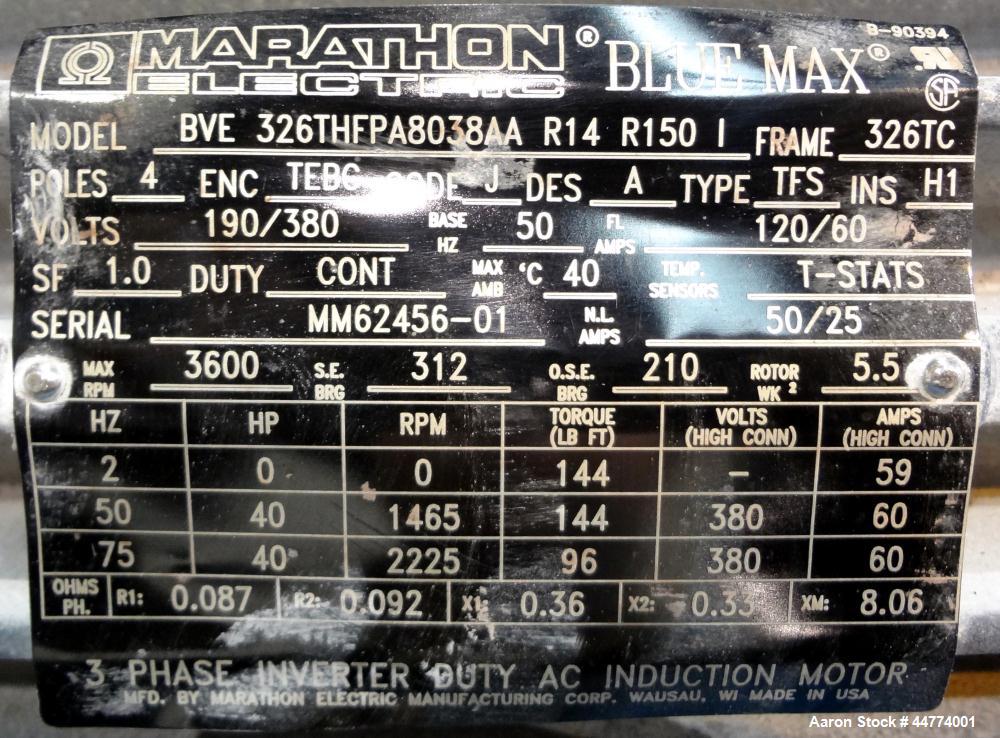 B-90394
MARATHON ® BLUE MAX ®
ELECTRIC
MODEL BVE 326THFPA8038AA R14 R150 I FRAME 326TC
POLES 4 ENC TEBC CODE J DES A TYPE TFS INS H1
VOLTS 190/380 BASE HZ 50 FL AMPS 120/60
SF 1.0 DUTY CONT MAX AMB °C 40 TEMP. SENSORS T-STATS
SERIAL MM62456-01 N.L. AMPS 50/25
MAX RPM 3600 S.E. BRG 312 O.S.E. BRG 210 ROTOR WK² 5.5
HZ HP RPM TORQUE (LB FT) VOLTS (HIGH CONN) AMPS (HIGH CONN)
2 0 0 144 – 59
50 40 1465 144 380 60
75 40 2225 96 380 60
OHMS PH. R1: 0.087 R2: 0.092 X1: 0.36 X2: 0.33 XM: 8.06
3 PHASE INVERTER DUTY AC INDUCTION MOTOR
MFD. BY MARATHON ELECTRIC MANUFACTURING CORP. WAUSAU, WI MADE IN USA
Aaron Stock # 44774001